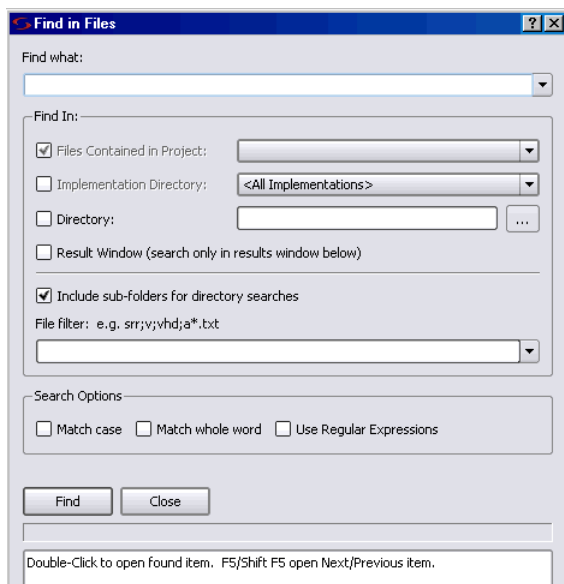 Find in Files
Find what:
Find In:
Files Contained in Project:
Implementation Directory: <All Implementations>
Directory: ...
Result Window (search only in results window below)
Include sub-folders for directory searches
File filter: e.g. srr;v;vhd;a*.txt
Search Options
Match case Match whole word Use Regular Expressions
Find Close
Double-Click to open found item. F5/Shift F5 open Next/Previous item.